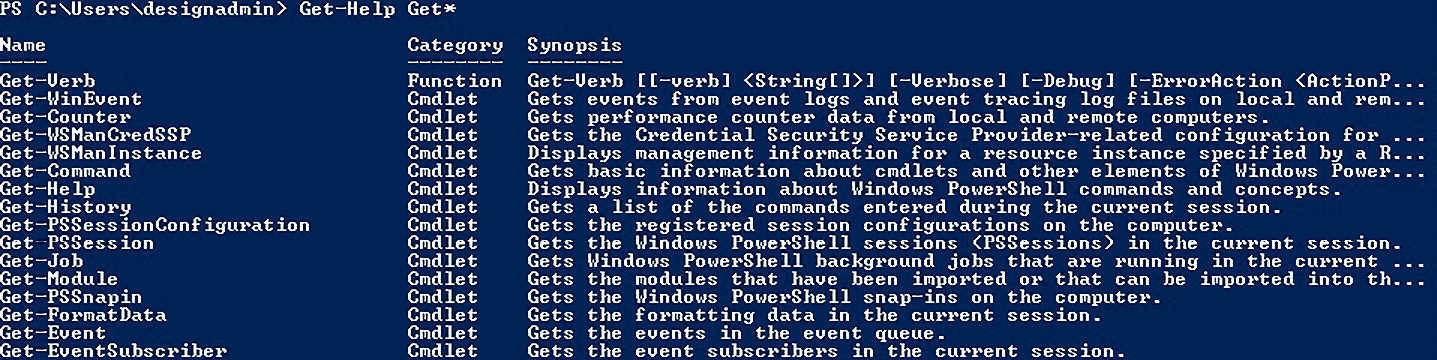 PS C:\Users\designadmin> Get-Help Get*
Name Category Synopsis
---- -------- --------
Get-Verb Function Get-Verb [[-verb] <String[]>] [-Verbose] [-Debug] [-ErrorAction <ActionP...
Get-WinEvent Cmdlet Gets events from event logs and event tracing log files on local and rem...
Get-Counter Cmdlet Gets performance counter data from local and remote computers.
Get-WSManCredSSP Cmdlet Gets the Credential Security Service Provider-related configuration for ...
Get-WSManInstance Cmdlet Displays management information for a resource instance specified by a R...
Get-Command Cmdlet Gets basic information about cmdlets and other elements of Windows Power...
Get-Help Cmdlet Displays information about Windows PowerShell commands and concepts.
Get-History Cmdlet Gets a list of the commands entered during the current session.
Get-PSSessionConfiguration Cmdlet Gets the registered session configurations on the computer.
Get-PSSession Cmdlet Gets the Windows PowerShell sessions (PSSessions) in the current session.
Get-Job Cmdlet Gets Windows PowerShell background jobs that are running in the current ...
Get-Module Cmdlet Gets the modules that have been imported or that can be imported into th...
Get-PSSnapin Cmdlet Gets the Windows PowerShell snap-ins on the computer.
Get-FormatData Cmdlet Gets the formatting data in the current session.
Get-Event Cmdlet Gets the events in the event queue.
Get-EventSubscriber Cmdlet Gets the event subscribers in the current session.